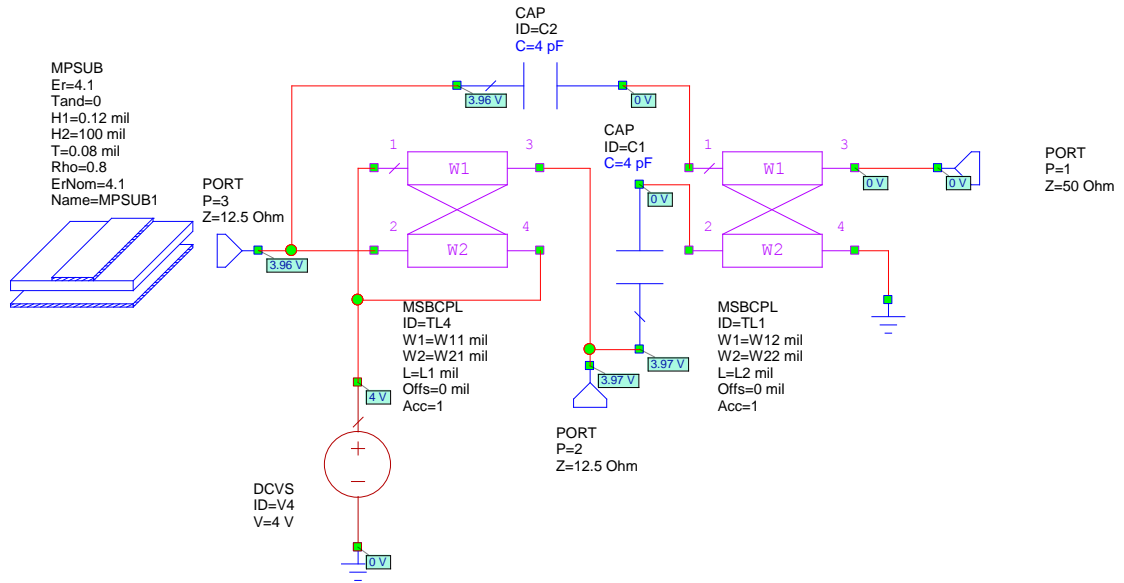 CAP
ID=C2
C=4 pF
3.96 V
0 V
MPSUB
Er=4.1
Tand=0
H1=0.12 mil
H2=100 mil
T=0.08 mil
Rho=0.8
ErNom=4.1
Name=MPSUB1
PORT
P=3
Z=12.5 Ohm
3.96 V
1
3
W1
2
4
W2
CAP
ID=C1
C=4 pF
0 V
1
3
W1
2
4
W2
0 V
0 V
PORT
P=1
Z=50 Ohm
MSBCPL
ID=TL4
W1=W11 mil
W2=W21 mil
L=L1 mil
Offs=0 mil
Acc=1
3.97 V
3.97 V
MSBCPL
ID=TL1
W1=W12 mil
W2=W22 mil
L=L2 mil
Offs=0 mil
Acc=1
4 V
PORT
P=2
Z=12.5 Ohm
DCVS
ID=V4
V=4 V
0 V